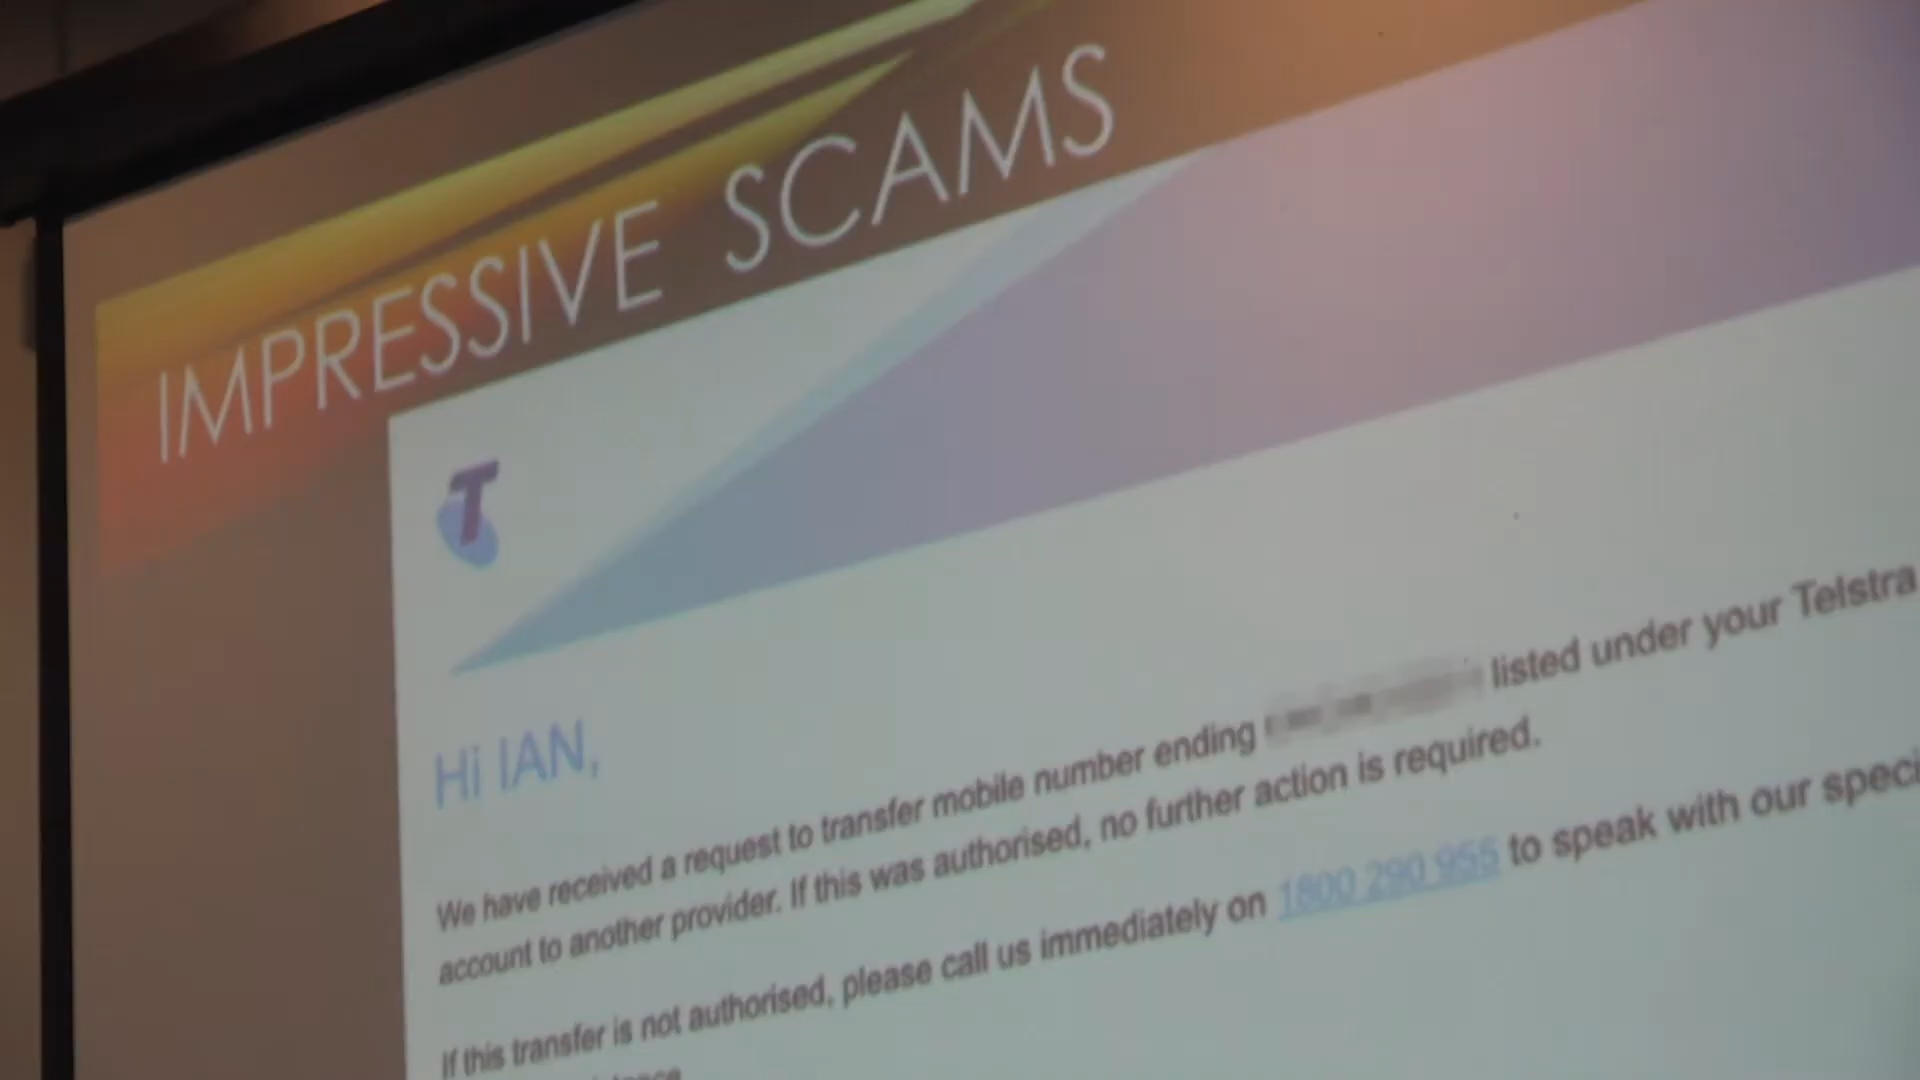 IMPRESSIVE SCAMS
T
Hi IAN,
We have received a request to transfer mobile number ending listed under your Telstra
account to another provider. If this was authorised, no further action is required.
If this transfer is not authorised, please call us immediately on 1800 290 955 to speak with our speci